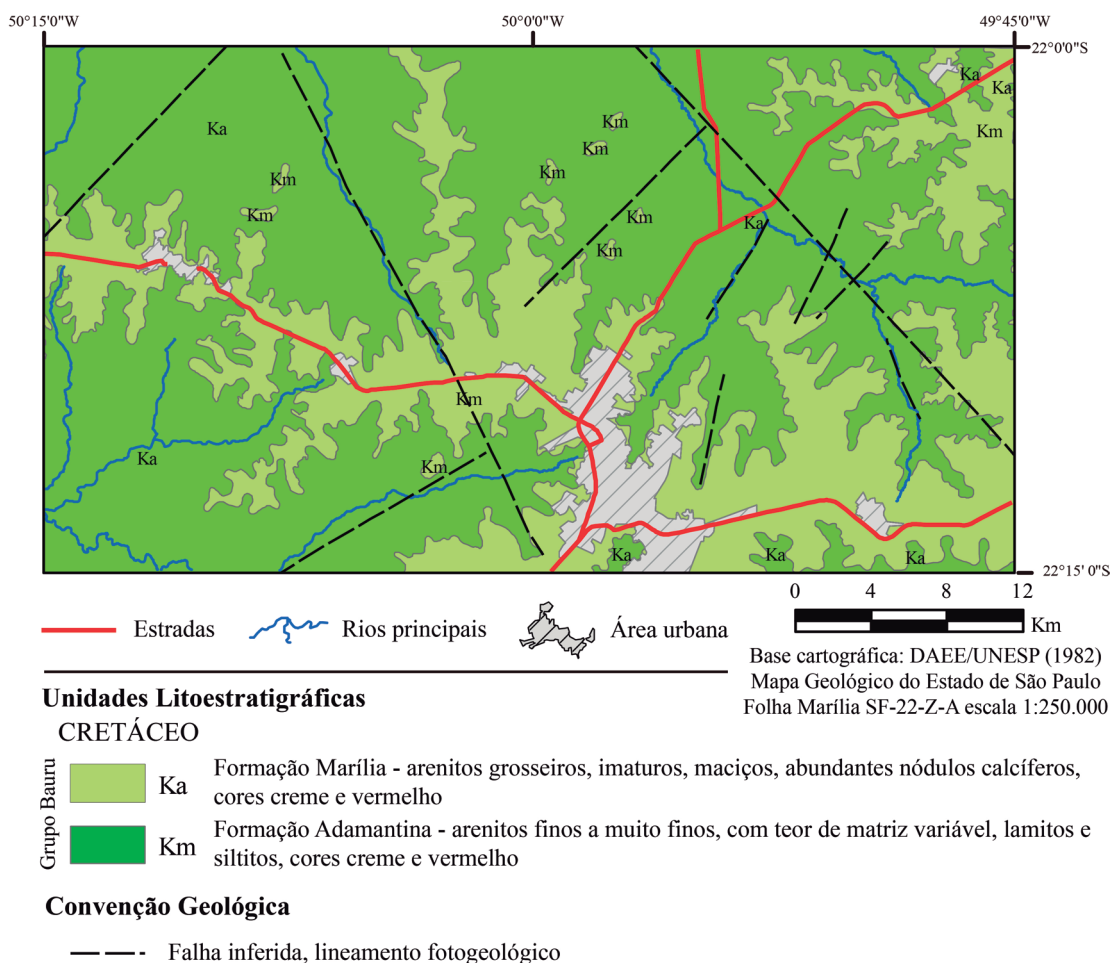 50°15'0"W 50°0'0"W 49°45'0"W
22°0'0"S
Ka
Ka
Km
Ka
Km
Km
Km
Km
Km
Km
Km
Ka
Km
Km
Ka
Km
Ka
Ka
Ka
22°15' 0"S
0 4 8 12
Km
Estradas
Rios principais
Área urbana
Base cartográfica: DAEE/UNESP (1982)
Mapa Geológico do Estado de São Paulo
Folha Marília SF-22-Z-A escala 1:250.000
Unidades Litoestratigráficas
CRETÁCEO
Grupo Bauru
Ka
Formação Marília - arenitos grosseiros, imaturos, maciços, abundantes nódulos calcíferos,
cores creme e vermelho
Km
Formação Adamantina - arenitos finos a muito finos, com teor de matriz variável, lamitos e
siltitos, cores creme e vermelho
Convenção Geológica
Falha inferida, lineamento fotogeológico